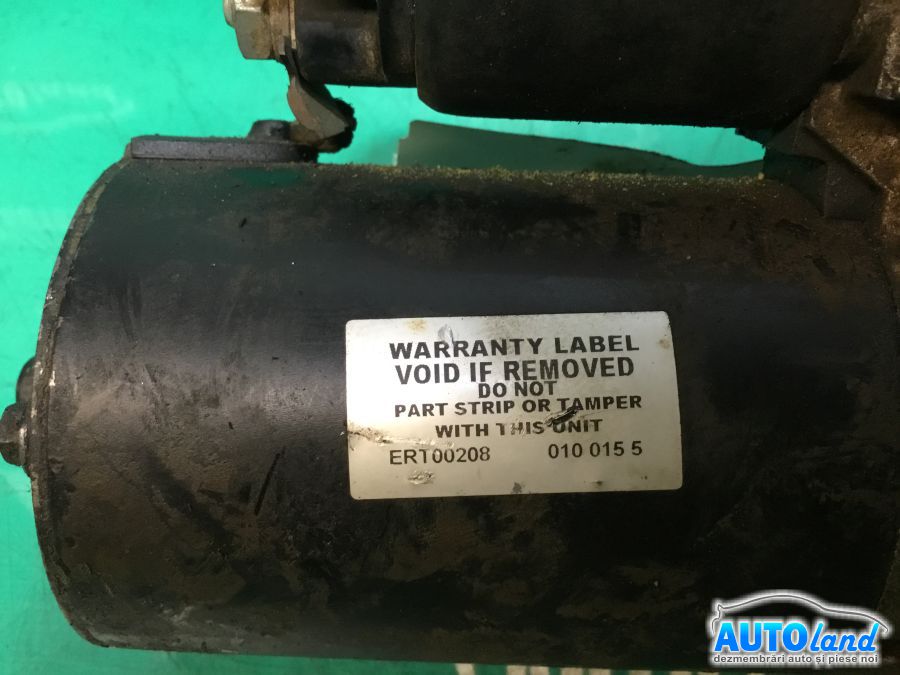 WARRANTY LABEL
VOID IF REMOVED
DO NOT
PART STRIP OR TAMPER
WITH THIS UNIT
ERT00208 010 015 5
AUTOland
dezmembrări auto și piese noi